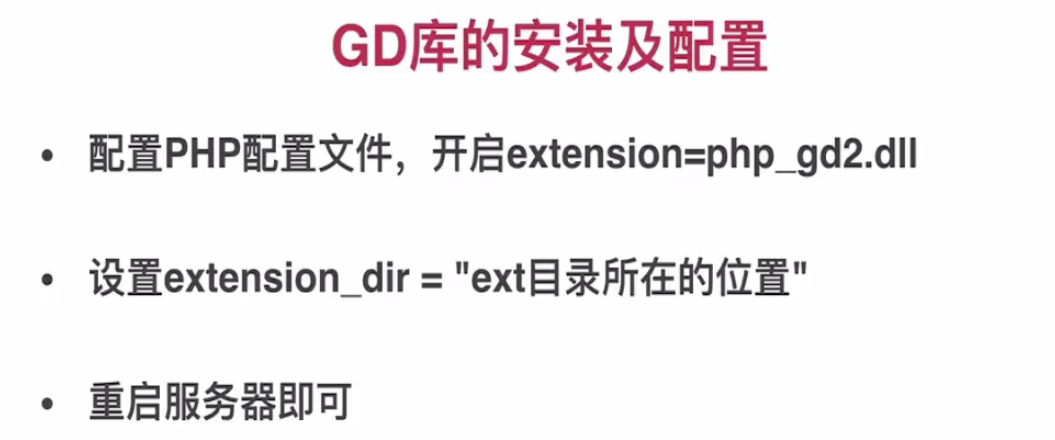 GD库的安装及配置
• 配置PHP配置文件，开启extension=php_gd2.dll
• 设置extension_dir = "ext目录所在的位置"
• 重启服务器即可